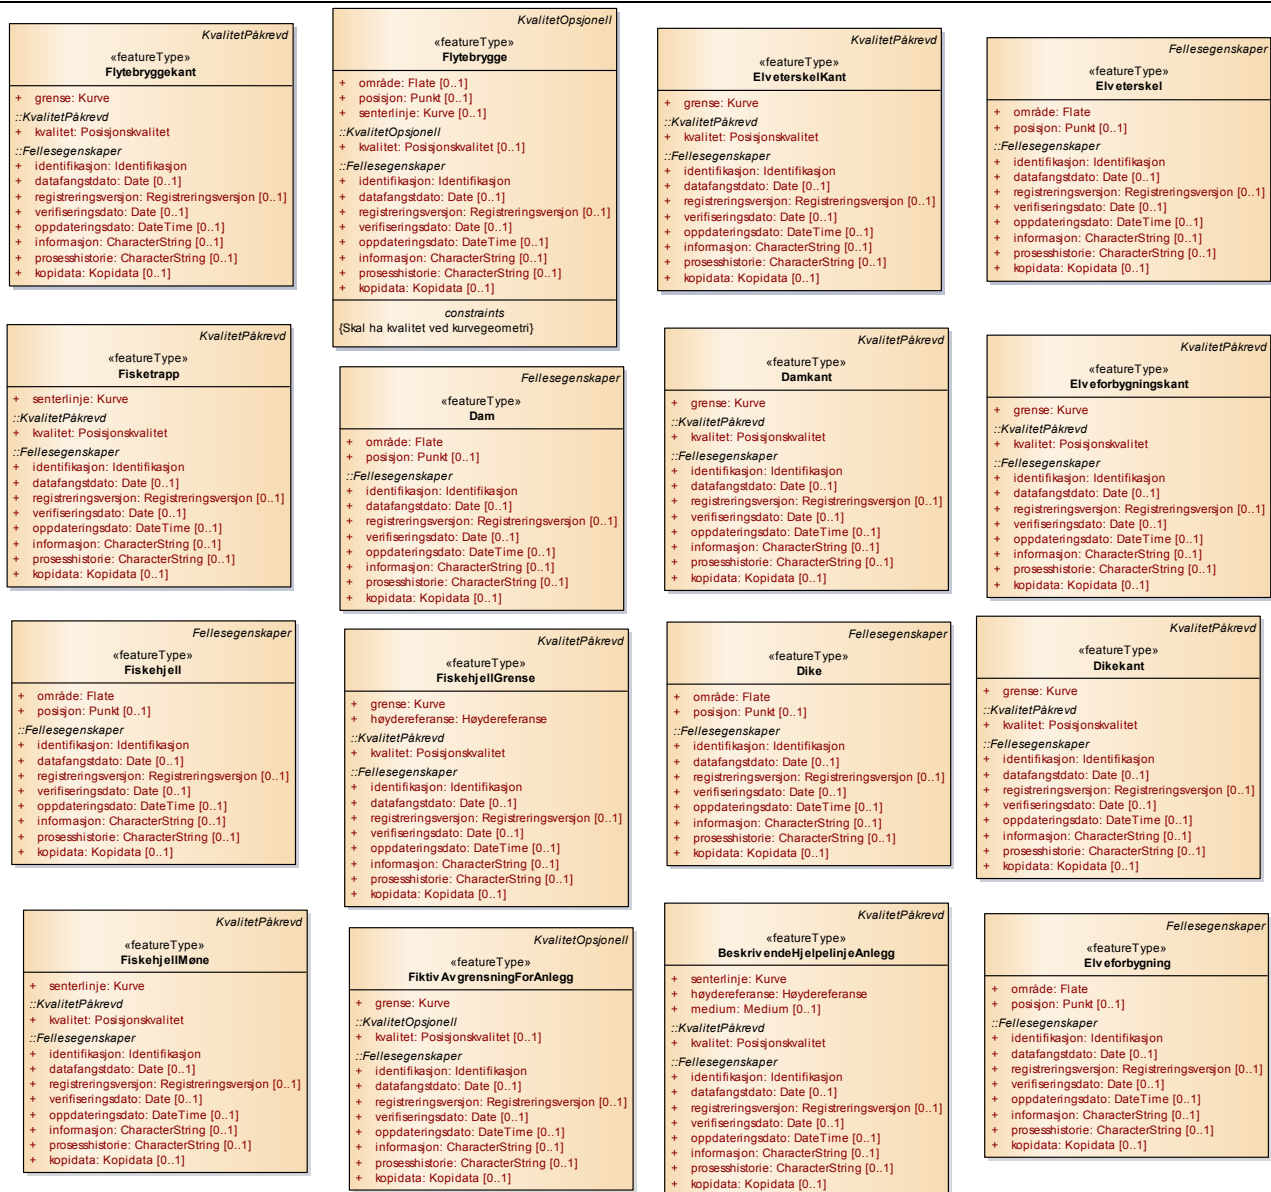 KvalitetPåkrevd
«featureType»
Flytebryggekant
+ grense: Kurve
::KvalitetPåkrevd
+ kvalitet: Posisjonskvalitet
::Fellesegenskaper
+ identifikasjon: Identifikasjon
+ datafangstdato: Date [0..1]
+ registreringsversjon: Registreringsversjon [0..1]
+ verifiseringsdato: Date [0..1]
+ oppdateringsdato: DateTime [0..1]
+ informasjon: CharacterString [0..1]
+ prosesshistorie: CharacterString [0..1]
+ kopidata: Kopidata [0..1]
KvalitetOpsjonell
«featureType»
Flytebrygge
+ område: Flate [0..1]
+ posisjon: Punkt [0..1]
+ senterlinje: Kurve [0..1]
::KvalitetOpsjonell
+ kvalitet: Posisjonskvalitet [0..1]
::Fellesegenskaper
+ identifikasjon: Identifikasjon
+ datafangstdato: Date [0..1]
+ registreringsversjon: Registreringsversjon [0..1]
+ verifiseringsdato: Date [0..1]
+ oppdateringsdato: DateTime [0..1]
+ informasjon: CharacterString [0..1]
+ prosesshistorie: CharacterString [0..1]
+ kopidata: Kopidata [0..1]
constraints
{Skal ha kvalitet ved kurvegeometri}
KvalitetPåkrevd
«featureType»
ElveterskelKant
+ grense: Kurve
::KvalitetPåkrevd
+ kvalitet: Posisjonskvalitet
::Fellesegenskaper
+ identifikasjon: Identifikasjon
+ datafangstdato: Date [0..1]
+ registreringsversjon: Registreringsversjon [0..1]
+ verifiseringsdato: Date [0..1]
+ oppdateringsdato: DateTime [0..1]
+ informasjon: CharacterString [0..1]
+ prosesshistorie: CharacterString [0..1]
+ kopidata: Kopidata [0..1]
Fellesegenskaper
«featureType»
Elveterskel
+ område: Flate
+ posisjon: Punkt [0..1]
::Fellesegenskaper
+ identifikasjon: Identifikasjon
+ datafangstdato: Date [0..1]
+ registreringsversjon: Registreringsversjon [0..1]
+ verifiseringsdato: Date [0..1]
+ oppdateringsdato: DateTime [0..1]
+ informasjon: CharacterString [0..1]
+ prosesshistorie: CharacterString [0..1]
+ kopidata: Kopidata [0..1]
KvalitetPåkrevd
«featureType»
Fisketrapp
+ senterlinje: Kurve
::KvalitetPåkrevd
+ kvalitet: Posisjonskvalitet
::Fellesegenskaper
+ identifikasjon: Identifikasjon
+ datafangstdato: Date [0..1]
+ registreringsversjon: Registreringsversjon [0..1]
+ verifiseringsdato: Date [0..1]
+ oppdateringsdato: DateTime [0..1]
+ informasjon: CharacterString [0..1]
+ prosesshistorie: CharacterString [0..1]
+ kopidata: Kopidata [0..1]
Fellesegenskaper
«featureType»
Dam
+ område: Flate
+ posisjon: Punkt [0..1]
::Fellesegenskaper
+ identifikasjon: Identifikasjon
+ datafangstdato: Date [0..1]
+ registreringsversjon: Registreringsversjon [0..1]
+ verifiseringsdato: Date [0..1]
+ oppdateringsdato: DateTime [0..1]
+ informasjon: CharacterString [0..1]
+ prosesshistorie: CharacterString [0..1]
+ kopidata: Kopidata [0..1]
KvalitetPåkrevd
«featureType»
Damkant
+ grense: Kurve
::KvalitetPåkrevd
+ kvalitet: Posisjonskvalitet
::Fellesegenskaper
+ identifikasjon: Identifikasjon
+ datafangstdato: Date [0..1]
+ registreringsversjon: Registreringsversjon [0..1]
+ verifiseringsdato: Date [0..1]
+ oppdateringsdato: DateTime [0..1]
+ informasjon: CharacterString [0..1]
+ prosesshistorie: CharacterString [0..1]
+ kopidata: Kopidata [0..1]
KvalitetPåkrevd
«featureType»
Elveforbygningskant
+ grense: Kurve
::KvalitetPåkrevd
+ kvalitet: Posisjonskvalitet
::Fellesegenskaper
+ identifikasjon: Identifikasjon
+ datafangstdato: Date [0..1]
+ registreringsversjon: Registreringsversjon [0..1]
+ verifiseringsdato: Date [0..1]
+ oppdateringsdato: DateTime [0..1]
+ informasjon: CharacterString [0..1]
+ prosesshistorie: CharacterString [0..1]
+ kopidata: Kopidata [0..1]
Fellesegenskaper
«featureType»
Fiskehjell
+ område: Flate
+ posisjon: Punkt [0..1]
::Fellesegenskaper
+ identifikasjon: Identifikasjon
+ datafangstdato: Date [0..1]
+ registreringsversjon: Registreringsversjon [0..1]
+ verifiseringsdato: Date [0..1]
+ oppdateringsdato: DateTime [0..1]
+ informasjon: CharacterString [0..1]
+ prosesshistorie: CharacterString [0..1]
+ kopidata: Kopidata [0..1]
KvalitetPåkrevd
«featureType»
FiskehjellGrense
+ grense: Kurve
+ høydereferanse: Høydereferanse
::KvalitetPåkrevd
+ kvalitet: Posisjonskvalitet
::Fellesegenskaper
+ identifikasjon: Identifikasjon
+ datafangstdato: Date [0..1]
+ registreringsversjon: Registreringsversjon [0..1]
+ verifiseringsdato: Date [0..1]
+ oppdateringsdato: DateTime [0..1]
+ informasjon: CharacterString [0..1]
+ prosesshistorie: CharacterString [0..1]
+ kopidata: Kopidata [0..1]
Fellesegenskaper
«featureType»
Dike
+ område: Flate
+ posisjon: Punkt [0..1]
::Fellesegenskaper
+ identifikasjon: Identifikasjon
+ datafangstdato: Date [0..1]
+ registreringsversjon: Registreringsversjon [0..1]
+ verifiseringsdato: Date [0..1]
+ oppdateringsdato: DateTime [0..1]
+ informasjon: CharacterString [0..1]
+ prosesshistorie: CharacterString [0..1]
+ kopidata: Kopidata [0..1]
KvalitetPåkrevd
«featureType»
Dikekant
+ grense: Kurve
::KvalitetPåkrevd
+ kvalitet: Posisjonskvalitet
::Fellesegenskaper
+ identifikasjon: Identifikasjon
+ datafangstdato: Date [0..1]
+ registreringsversjon: Registreringsversjon [0..1]
+ verifiseringsdato: Date [0..1]
+ oppdateringsdato: DateTime [0..1]
+ informasjon: CharacterString [0..1]
+ prosesshistorie: CharacterString [0..1]
+ kopidata: Kopidata [0..1]
KvalitetPåkrevd
«featureType»
FiskehjellMøne
+ senterlinje: Kurve
::KvalitetPåkrevd
+ kvalitet: Posisjonskvalitet
::Fellesegenskaper
+ identifikasjon: Identifikasjon
+ datafangstdato: Date [0..1]
+ registreringsversjon: Registreringsversjon [0..1]
+ verifiseringsdato: Date [0..1]
+ oppdateringsdato: DateTime [0..1]
+ informasjon: CharacterString [0..1]
+ prosesshistorie: CharacterString [0..1]
+ kopidata: Kopidata [0..1]
KvalitetOpsjonell
«featureType»
FiktivAvgrensningForAnlegg
+ grense: Kurve
::KvalitetOpsjonell
+ kvalitet: Posisjonskvalitet [0..1]
::Fellesegenskaper
+ identifikasjon: Identifikasjon
+ datafangstdato: Date [0..1]
+ registreringsversjon: Registreringsversjon [0..1]
+ verifiseringsdato: Date [0..1]
+ oppdateringsdato: DateTime [0..1]
+ informasjon: CharacterString [0..1]
+ prosesshistorie: CharacterString [0..1]
+ kopidata: Kopidata [0..1]
KvalitetPåkrevd
«featureType»
BeskrivendeHjelpelinjeAnlegg
+ senterlinje: Kurve
+ høydereferanse: Høydereferanse
+ medium: Medium [0..1]
::KvalitetPåkrevd
+ kvalitet: Posisjonskvalitet
::Fellesegenskaper
+ identifikasjon: Identifikasjon
+ datafangstdato: Date [0..1]
+ registreringsversjon: Registreringsversjon [0..1]
+ verifiseringsdato: Date [0..1]
+ oppdateringsdato: DateTime [0..1]
+ informasjon: CharacterString [0..1]
+ prosesshistorie: CharacterString [0..1]
+ kopidata: Kopidata [0..1]
Fellesegenskaper
«featureType»
Elveforbygning
+ område: Flate
+ posisjon: Punkt [0..1]
::Fellesegenskaper
+ identifikasjon: Identifikasjon
+ datafangstdato: Date [0..1]
+ registreringsversjon: Registreringsversjon [0..1]
+ verifiseringsdato: Date [0..1]
+ oppdateringsdato: DateTime [0..1]
+ informasjon: CharacterString [0..1]
+ prosesshistorie: CharacterString [0..1]
+ kopidata: Kopidata [0..1]